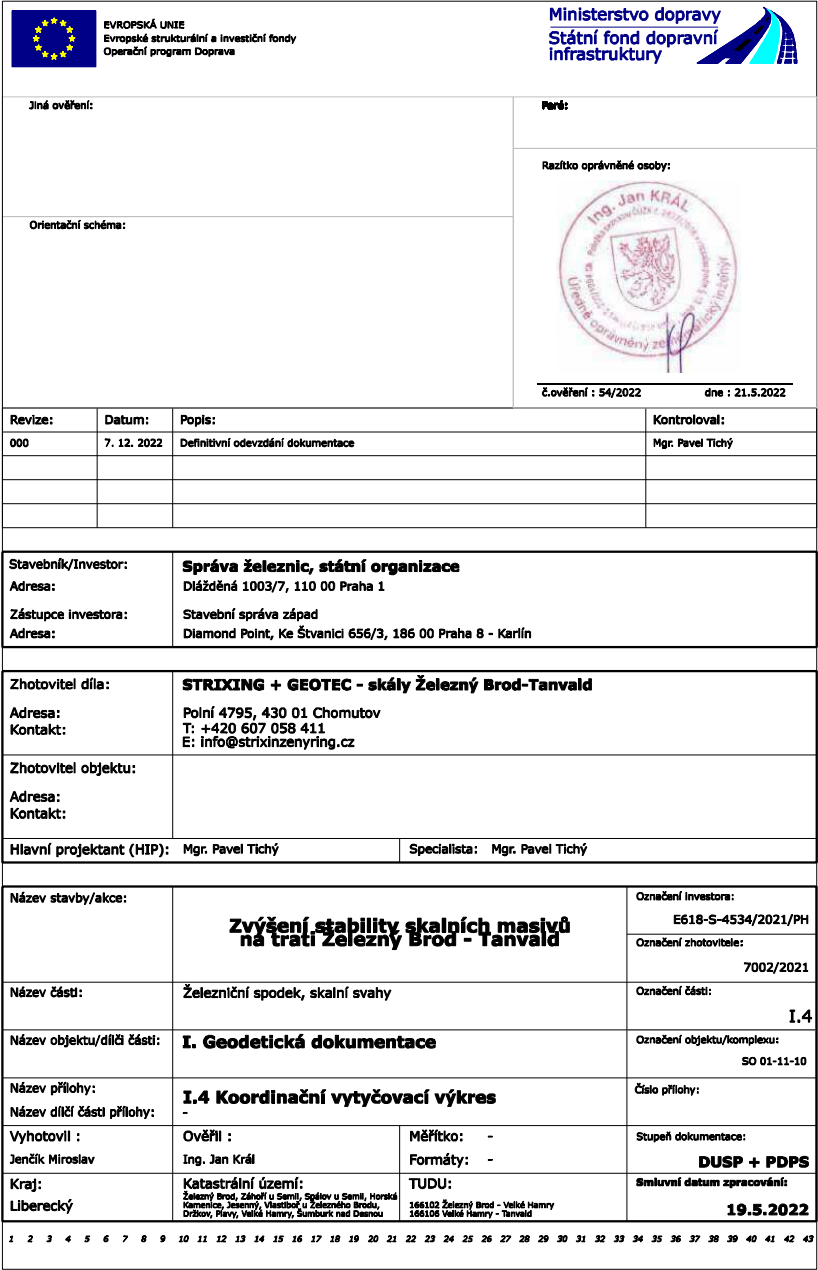 EVROPSKÁ UNIE
Evropské strukturální a investiční fondy
Operační program Doprava
Ministerstvo dopravy
Státní fond dopravní
infrastruktury
Jiná ověření:
Paré:
Razítko oprávněné osoby:
Ing. Jan KRÁL
Úředně oprávněný zeměměřický inženýr
Orientační schéma:
č.ověření : 54/2022 dne : 21.5.2022
Revize: Datum: Popis: Kontroloval:
000 7. 12. 2022 Definitivní odevzdání dokumentace Mgr. Pavel Tichý
Stavebník/Investor: Správa železnic, státní organizace
Adresa: Dlážděná 1003/7, 110 00 Praha 1
Zástupce investora: Stavební správa západ
Adresa: Diamond Point, Ke Štvanici 656/3, 186 00 Praha 8 - Karlín
Zhotovitel díla: STRIXING + GEOTEC - skály Železný Brod-Tanvald
Adresa: Polní 4795, 430 01 Chomutov
Kontakt: T: +420 607 058 411
E: info@strixinzenyring.cz
Zhotovitel objektu:
Adresa:
Kontakt:
Hlavní projektant (HIP): Mgr. Pavel Tichý Specialista: Mgr. Pavel Tichý
Název stavby/akce: Označení investora:
Zvýšení stability skalních masivů
na trati Železný Brod - Tanvald
E618-S-4534/2021/PH
Označení zhotovitele:
7002/2021
Název části: Železniční spodek, skalní svahy Označení části:
I.4
Název objektu/dílčí části: I. Geodetická dokumentace Označení objektu/komplexu:
SO 01-11-10
Název přílohy: I.4 Koordinační vytyčovací výkres Číslo přílohy:
Název dílčí části přílohy: -
Vyhotovil : Ověřil : Měřítko: - Stupeň dokumentace:
Jenčík Miroslav Ing. Jan Král Formáty: - DUSP + PDPS
Kraj: Katastrální území: TUDU: Smluvní datum zpracování:
Liberecký
Železný Brod, Záhoří u Semil, Spálov u Semil, Horská
Kamenice, Jesenný, Vlastiboř u Železného Brodu,
Držkov, Plavy, Velké Hamry, Šumburk nad Desnou
166102 Železný Brod - Velké Hamry
166106 Velké Hamry - Tanvald
19.5.2022
1 2 3 4 5 6 7 8 9 10 11 12 13 14 15 16 17 18 19 20 21 22 23 24 25 26 27 28 29 30 31 32 33 34 35 36 37 38 39 40 41 42 43